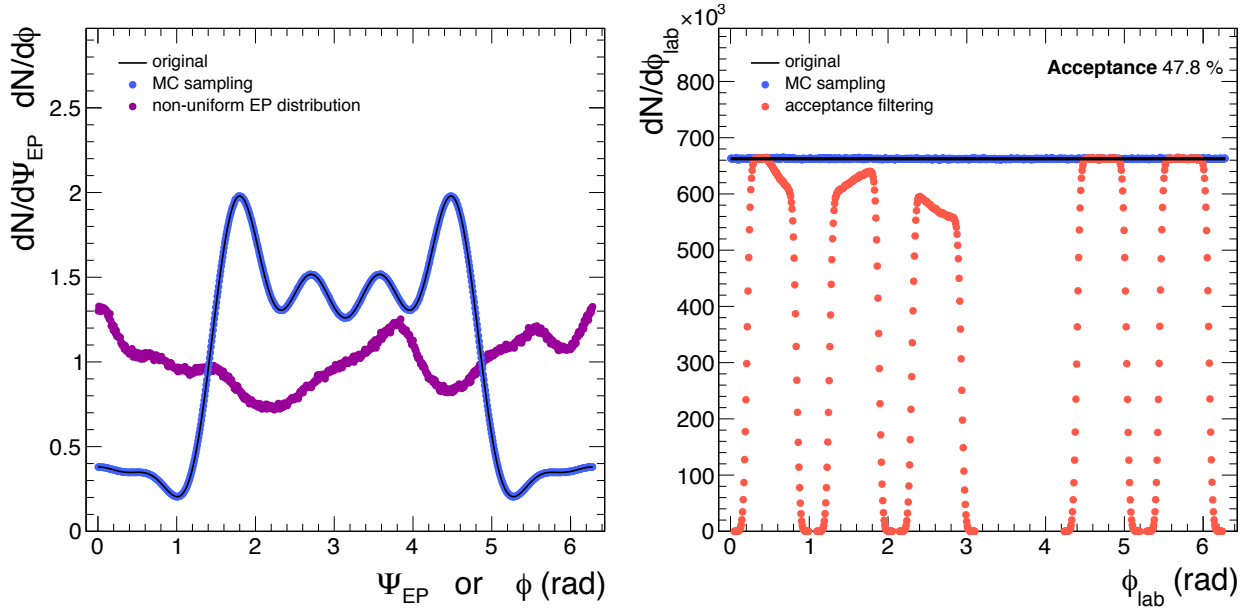 dN/dΨ_EP dN/dϕ
original
MC sampling
non-uniform EP distribution
2.5
2
1.5
1
0.5
0
0 1 2 3 4 5 6
Ψ_EP or ϕ (rad)
dN/dϕ_lab
×10³
original
MC sampling
acceptance filtering
Acceptance 47.8 %
800
700
600
500
400
300
200
100
0
0 1 2 3 4 5 6
ϕ_lab (rad)